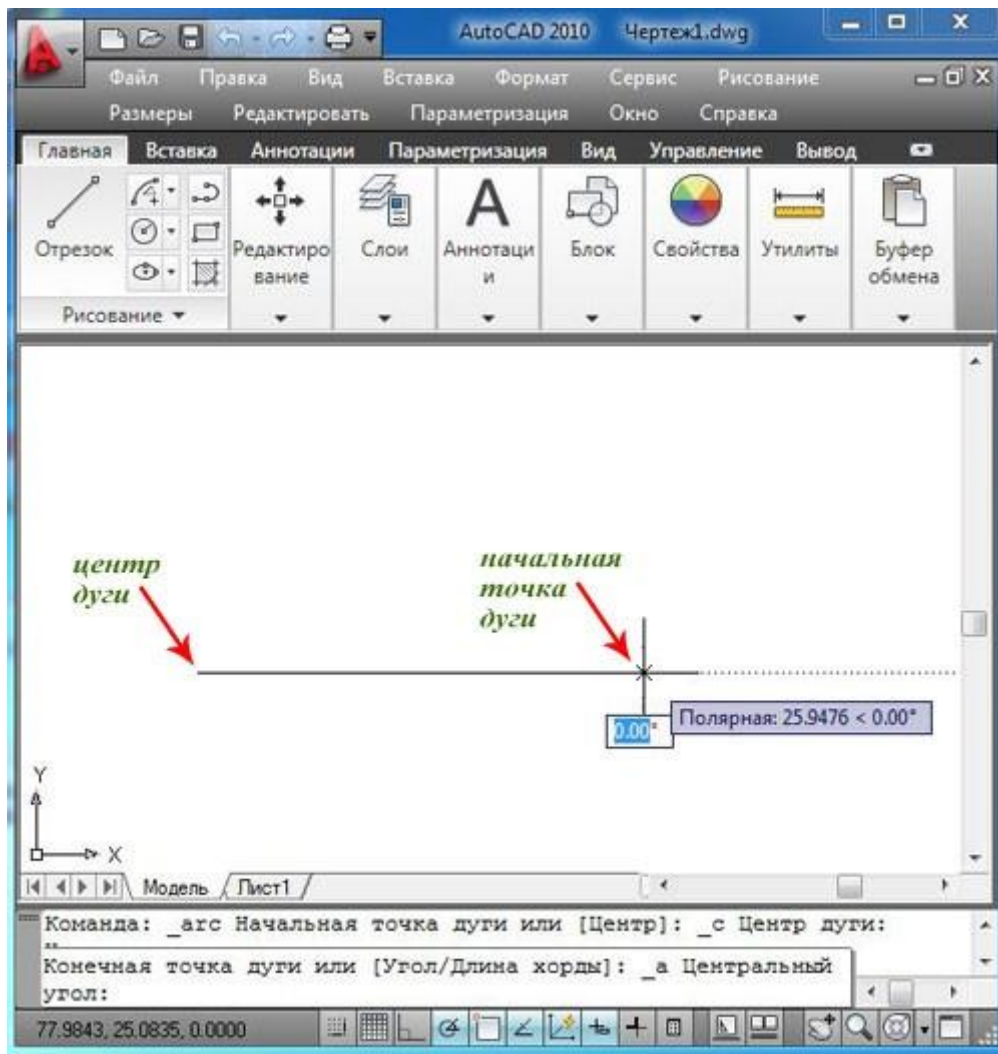 AutoCAD 2010 Чертеж1.dwg
Файл Правка Вид Вставка Формат Сервис Рисование
Размеры Редактировать Параметризация Окно Справка
Главная Вставка Аннотации Параметризация Вид Управление Вывод
Отрезок
Редактиро
вание
Слои
A
Аннотаци
и
Блок
Свойства
Утилиты
Буфер
обмена
Рисование
центр
дуги
начальная
точка
дуги
0.00°
Полярная: 25.9476 < 0.00°
Y
X
Модель Лист1
Команда: _arc Начальная точка дуги или [Центр]: _c Центр дуги:
Конечная точка дуги или [Угол/Длина хорды]: _a Центральный
угол:
77.9843, 25.0835, 0.0000